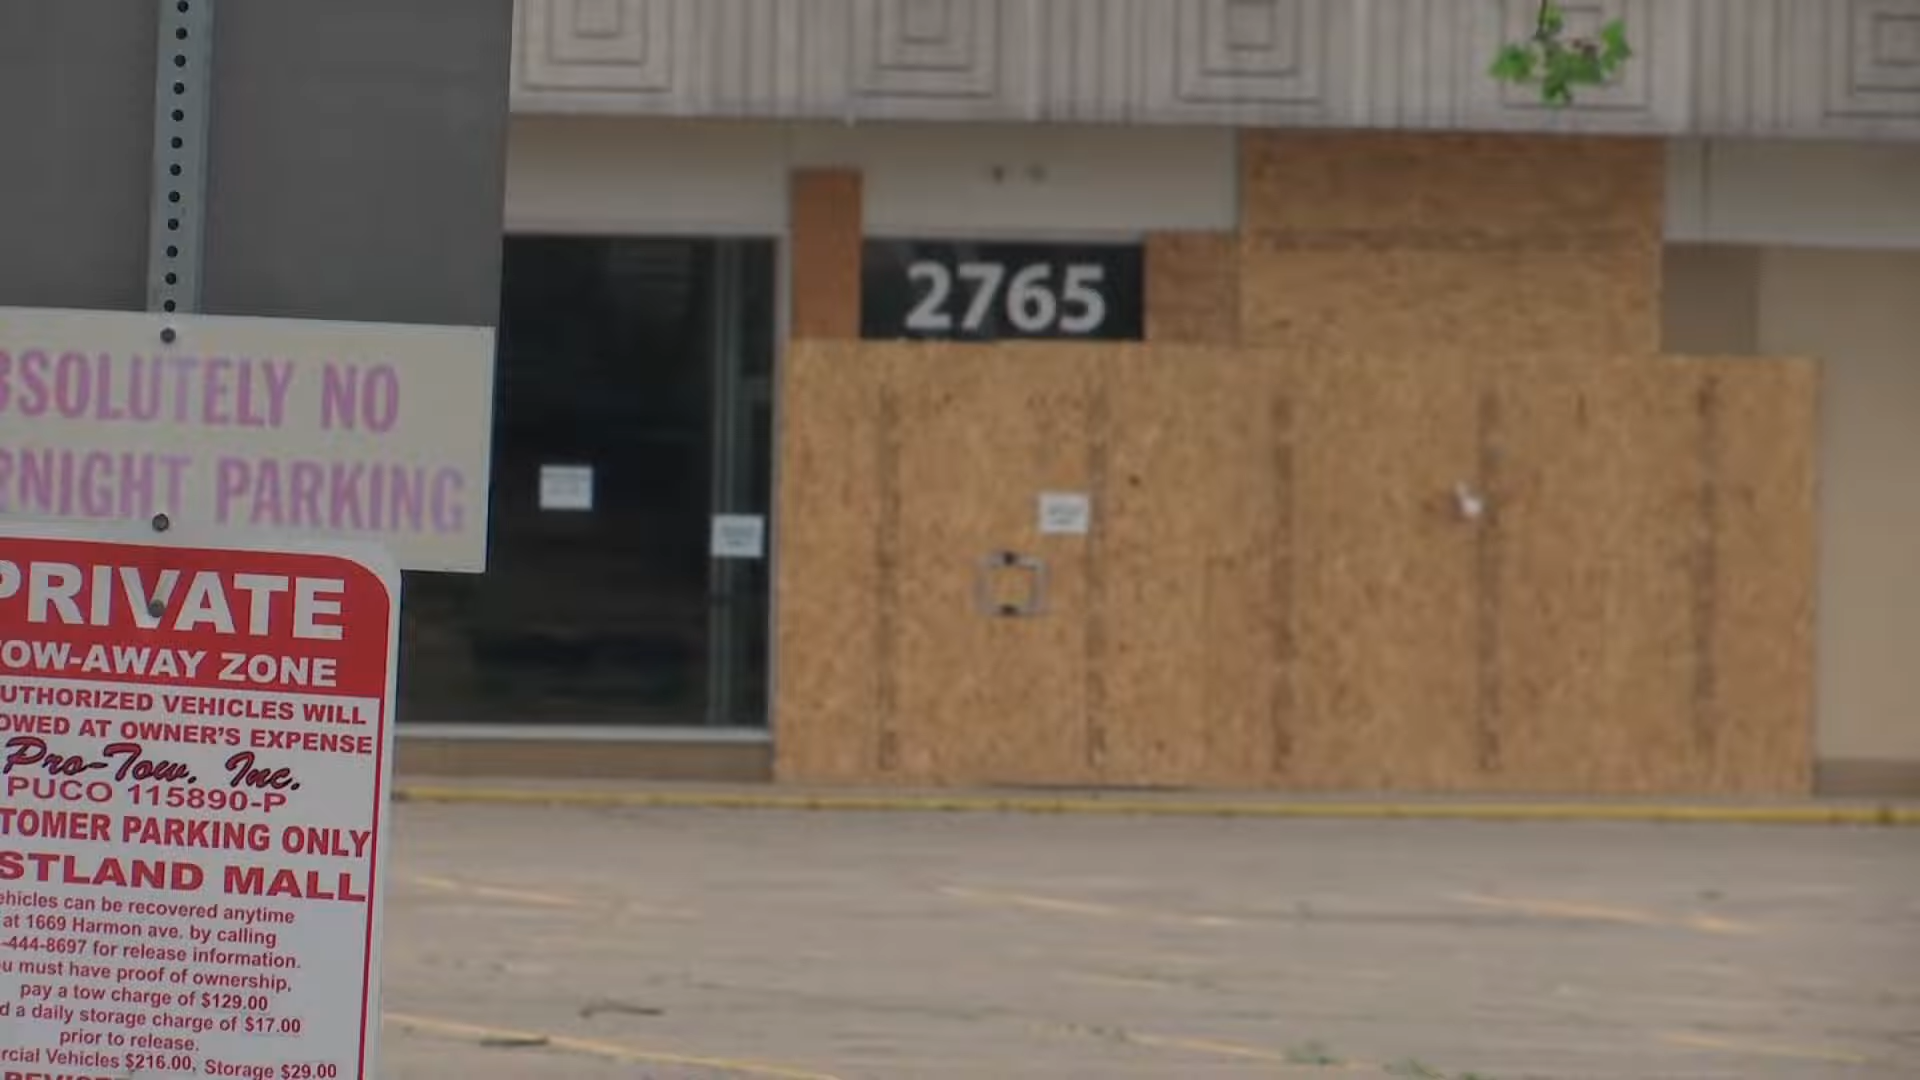 BSOLUTELY NO
RNIGHT PARKING
PRIVATE
OW-AWAY ZONE
UTHORIZED VEHICLES WILL
OWED AT OWNER'S EXPENSE
Pro-Tow, Inc.
PUCO 115890-P
TOMER PARKING ONLY
STLAND MALL
ehicles can be recovered anytime
at 1669 Harmon ave. by calling
-444-8697 for release information.
u must have proof of ownership,
pay a tow charge of $129.00
d a daily storage charge of $17.00
prior to release.
rcial Vehicles $216.00, Storage $29.00
2765